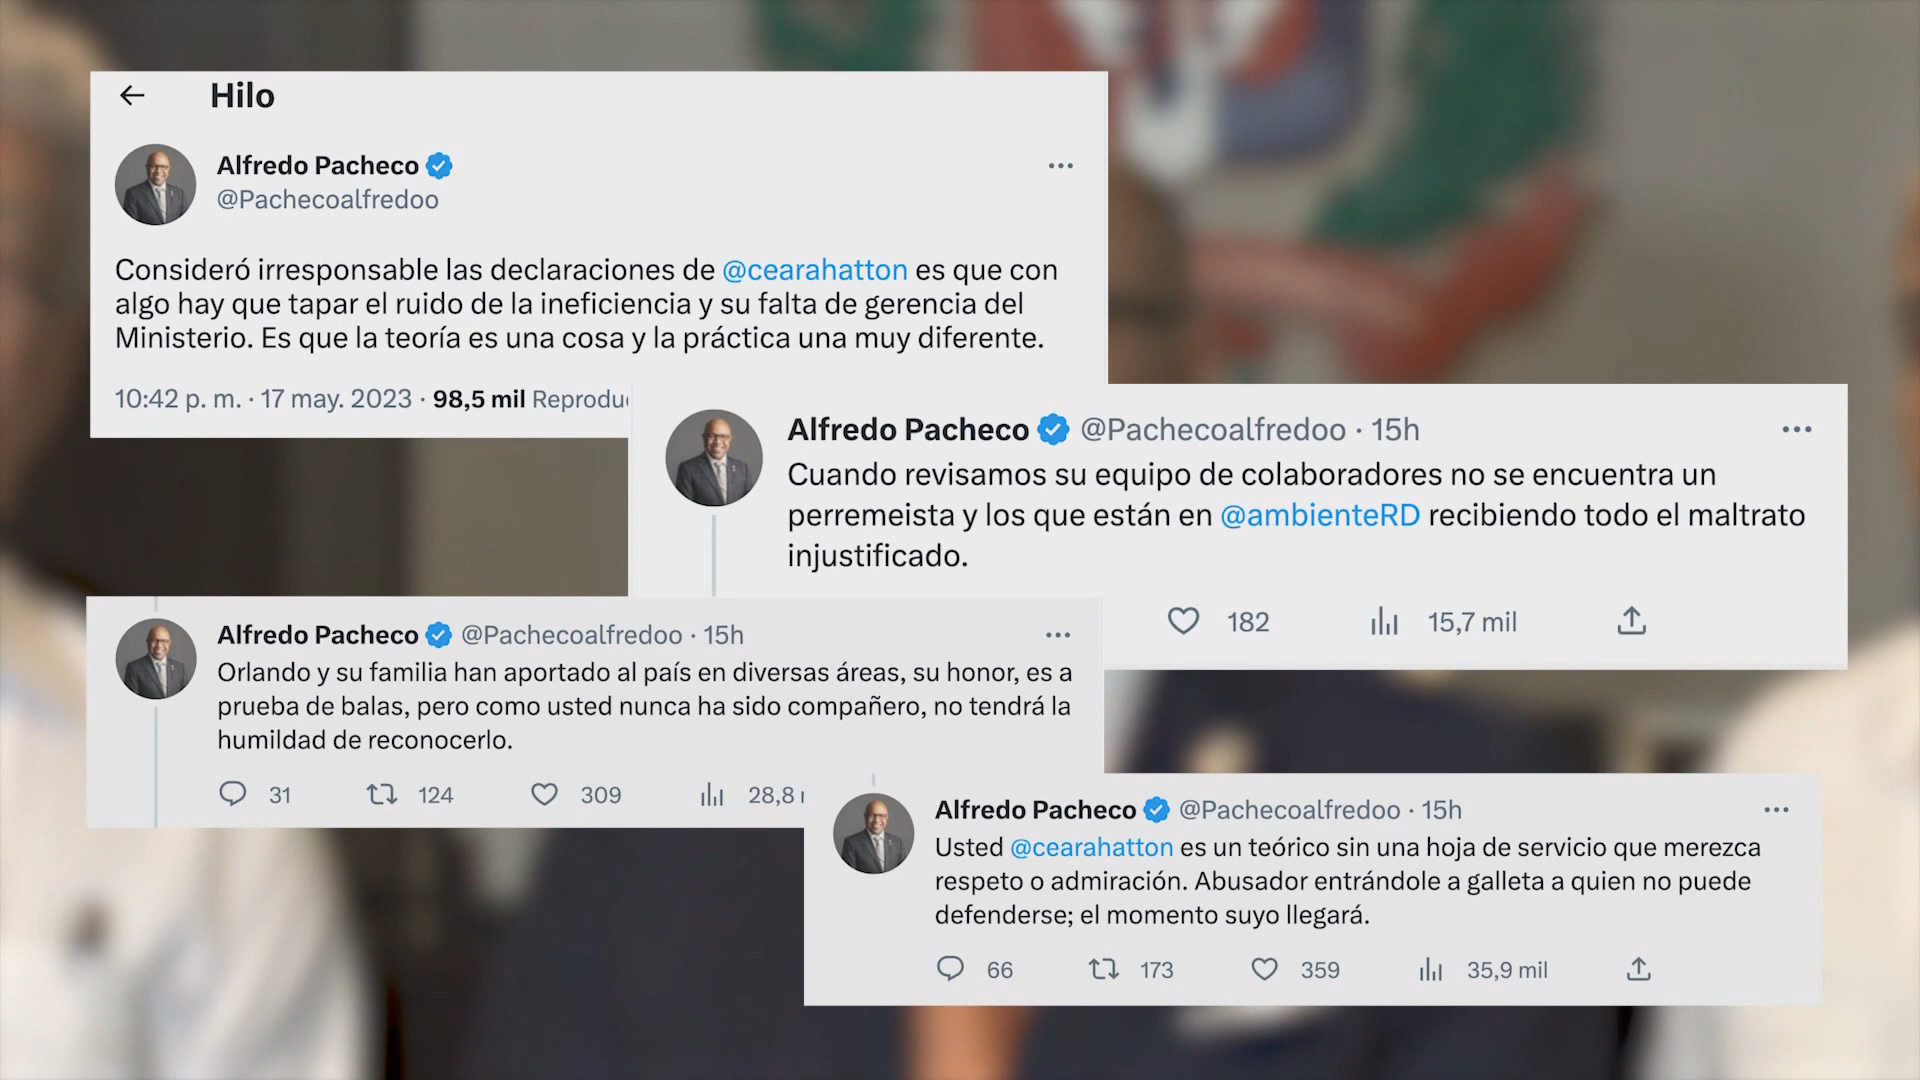 Hilo
Alfredo Pacheco
@Pachecoalfredoo
Consideró irresponsable las declaraciones de @cearahatton es que con
algo hay que tapar el ruido de la ineficiencia y su falta de gerencia del
Ministerio. Es que la teoría es una cosa y la práctica una muy diferente.
10:42 p. m. · 17 may. 2023 · 98,5 mil
Alfredo Pacheco @Pachecoalfredoo · 15h
Cuando revisamos su equipo de colaboradores no se encuentra un
perremeista y los que están en @ambienteRD recibiendo todo el maltrato
injustificado.
182 15,7 mil
Alfredo Pacheco @Pachecoalfredoo · 15h
Orlando y su familia han aportado al país en diversas áreas, su honor, es a
prueba de balas, pero como usted nunca ha sido compañero, no tendrá la
humildad de reconocerlo.
31 124 309 28,8
Alfredo Pacheco @Pachecoalfredoo · 15h
Usted @cearahatton es un teórico sin una hoja de servicio que merezca
respeto o admiración. Abusador entrándole a galleta a quien no puede
defenderse; el momento suyo llegará.
66 173 359 35,9 mil